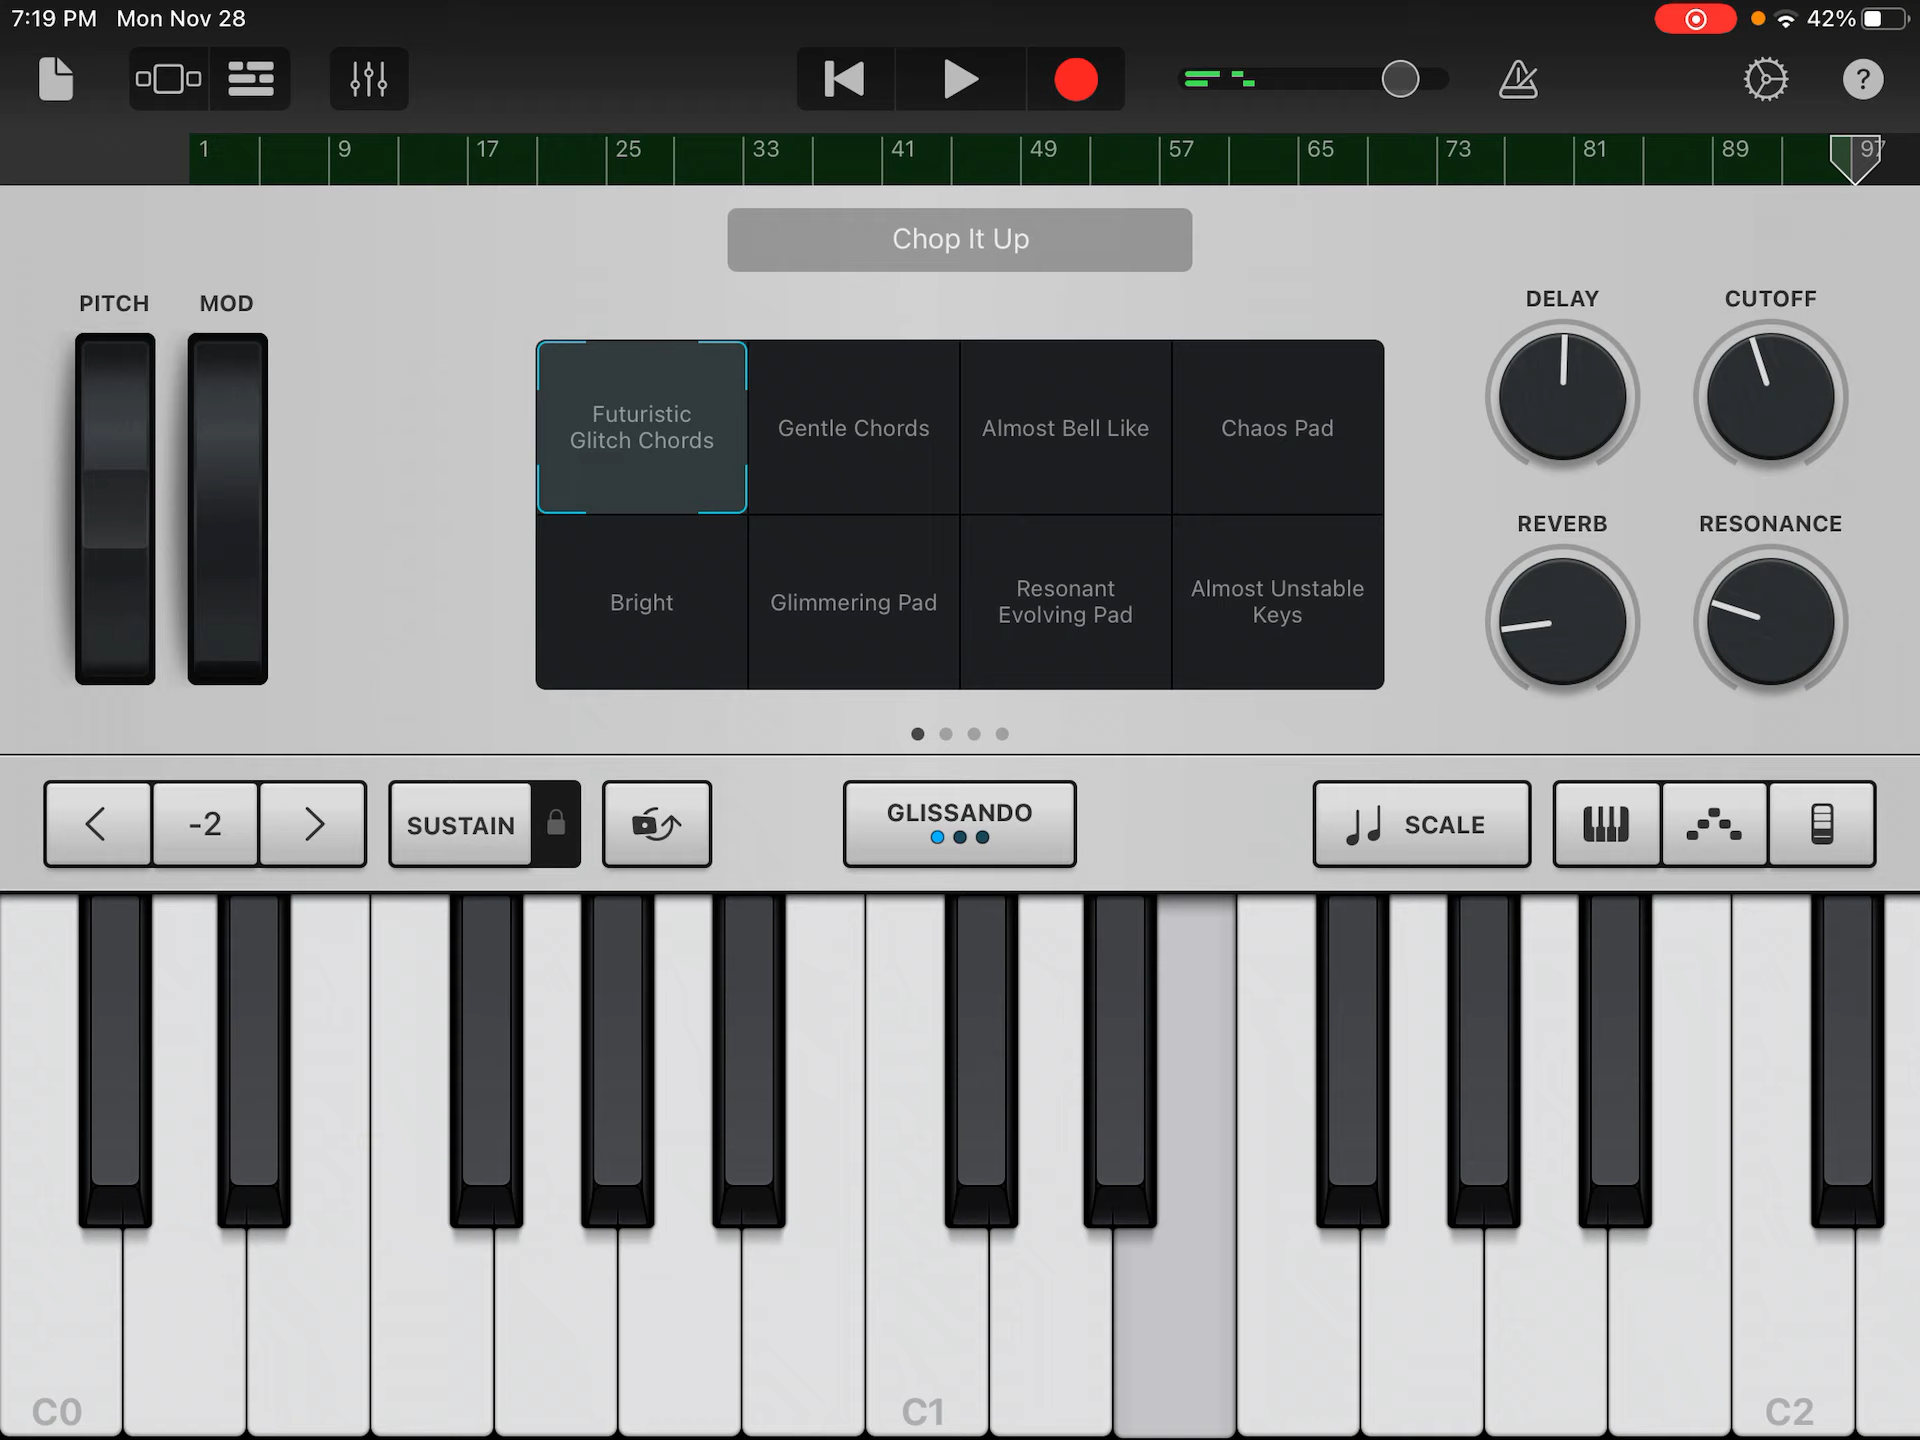 7:19 PM Mon Nov 28
42%
?
1 9 17 25 33 41 49 57 65 73 81 89 97
Chop It Up
PITCH MOD
DELAY CUTOFF
Futuristic
Glitch Chords
Gentle Chords
Almost Bell Like
Chaos Pad
REVERB RESONANCE
Bright
Glimmering Pad
Resonant
Evolving Pad
Almost Unstable
Keys
-2
SUSTAIN
GLISSANDO
SCALE
C0 C1 C2